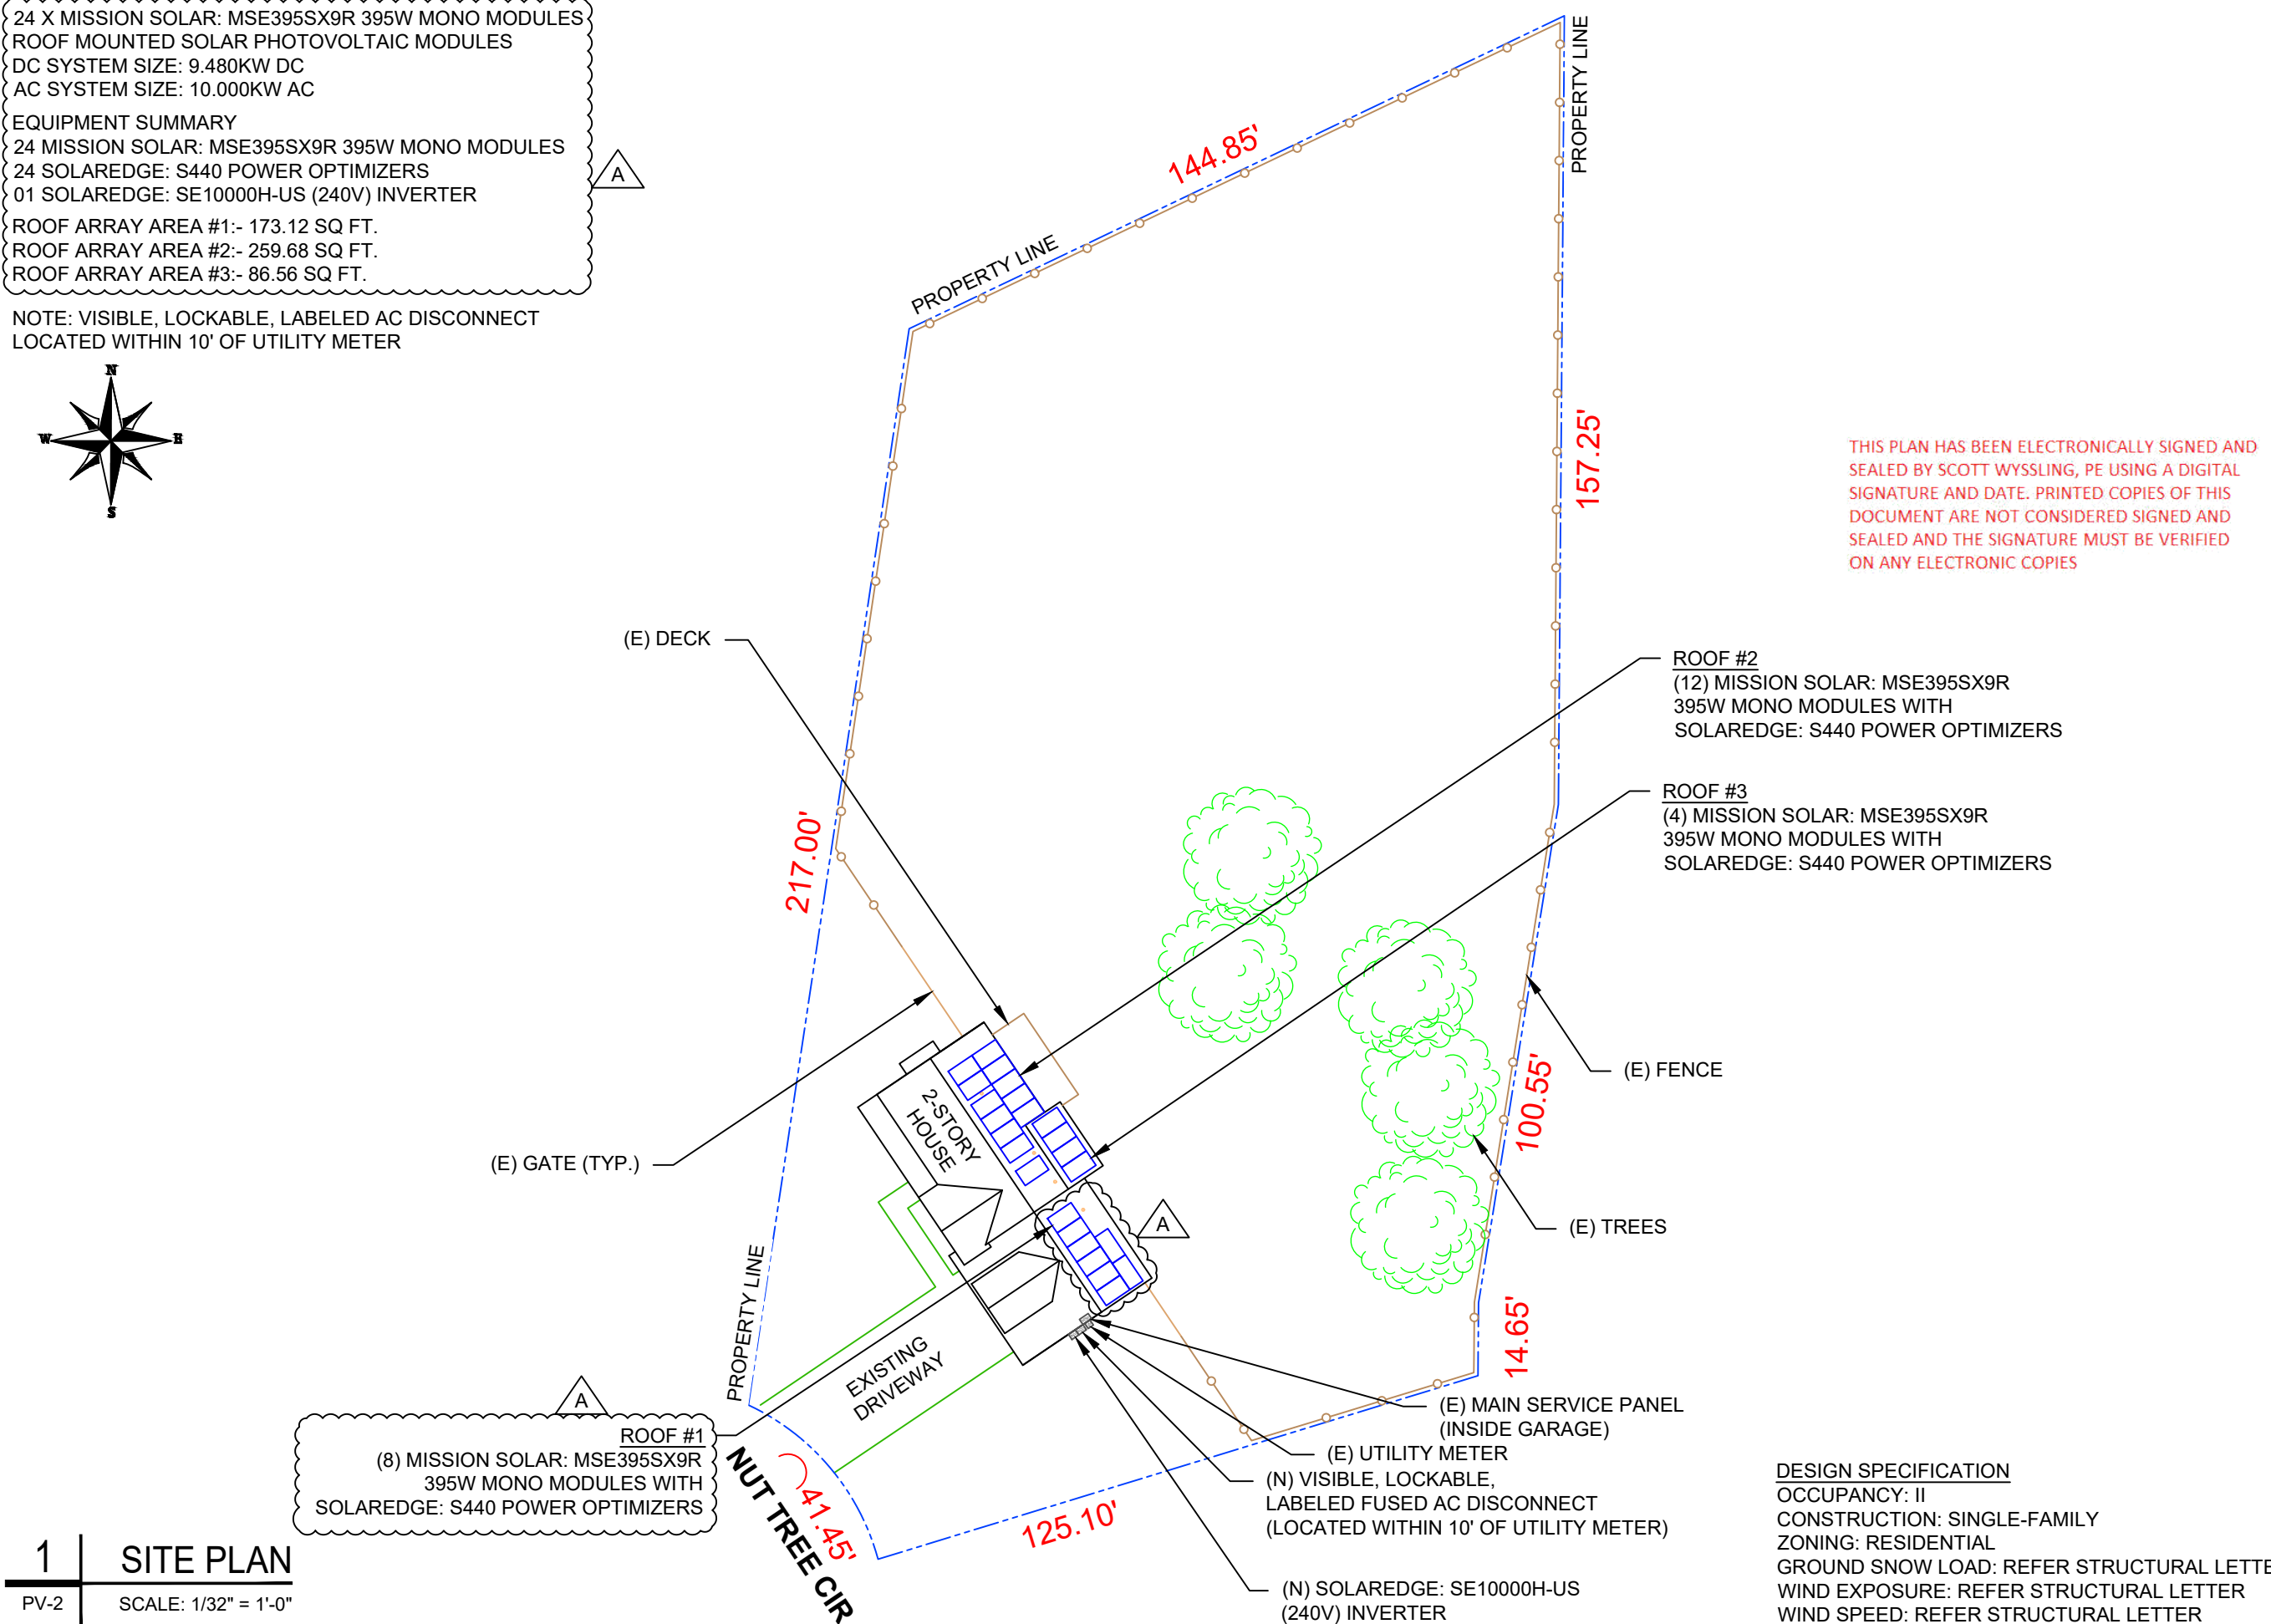 24 X MISSION SOLAR: MSE395SX9R 395W MONO MODULES
ROOF MOUNTED SOLAR PHOTOVOLTAIC MODULES
DC SYSTEM SIZE: 9.480KW DC
AC SYSTEM SIZE: 10.000KW AC
EQUIPMENT SUMMARY
24 MISSION SOLAR: MSE395SX9R 395W MONO MODULES
24 SOLAREDGE: S440 POWER OPTIMIZERS
01 SOLAREDGE: SE10000H-US (240V) INVERTER
ROOF ARRAY AREA #1:- 173.12 SQ FT.
ROOF ARRAY AREA #2:- 259.68 SQ FT.
ROOF ARRAY AREA #3:- 86.56 SQ FT.
A
NOTE: VISIBLE, LOCKABLE, LABELED AC DISCONNECT
LOCATED WITHIN 10' OF UTILITY METER
N
W
E
S
144.85'
PROPERTY LINE
PROPERTY LINE
157.25'
THIS PLAN HAS BEEN ELECTRONICALLY SIGNED AND
SEALED BY SCOTT WYSSLING, PE USING A DIGITAL
SIGNATURE AND DATE. PRINTED COPIES OF THIS
DOCUMENT ARE NOT CONSIDERED SIGNED AND
SEALED AND THE SIGNATURE MUST BE VERIFIED
ON ANY ELECTRONIC COPIES
(E) DECK
ROOF #2
(12) MISSION SOLAR: MSE395SX9R
395W MONO MODULES WITH
SOLAREDGE: S440 POWER OPTIMIZERS
ROOF #3
(4) MISSION SOLAR: MSE395SX9R
395W MONO MODULES WITH
SOLAREDGE: S440 POWER OPTIMIZERS
217.00'
(E) FENCE
100.55'
2-STORY
HOUSE
(E) GATE (TYP.)
A
(E) TREES
PROPERTY LINE
14.65'
EXISTING
DRIVEWAY
A
ROOF #1
(8) MISSION SOLAR: MSE395SX9R
395W MONO MODULES WITH
SOLAREDGE: S440 POWER OPTIMIZERS
(E) MAIN SERVICE PANEL
(INSIDE GARAGE)
(E) UTILITY METER
(N) VISIBLE, LOCKABLE,
LABELED FUSED AC DISCONNECT
(LOCATED WITHIN 10' OF UTILITY METER)
(N) SOLAREDGE: SE10000H-US
(240V) INVERTER
41.45'
NUT TREE CIR
125.10'
DESIGN SPECIFICATION
OCCUPANCY: II
CONSTRUCTION: SINGLE-FAMILY
ZONING: RESIDENTIAL
GROUND SNOW LOAD: REFER STRUCTURAL LETTE
WIND EXPOSURE: REFER STRUCTURAL LETTER
WIND SPEED: REFER STRUCTURAL LETTER
1
SITE PLAN
PV-2
SCALE: 1/32" = 1'-0"